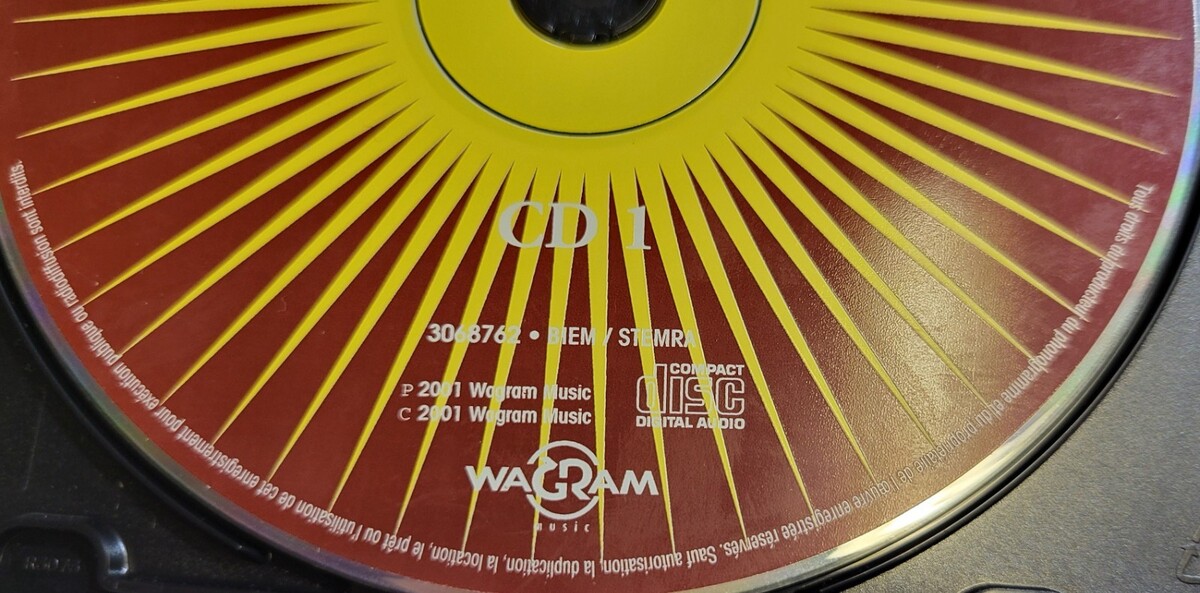 CD 1
3068762 • BIEM / STEMRA
P 2001 Wagram Music
C 2001 Wagram Music
COMPACT
disc
DIGITAL AUDIO
WAGRAM
music
Tous droits du producteur du phonogramme et du propriétaire de l'œuvre enregistrée réservés. Sauf autorisation, la duplication, la location, le prêt ou l'utilisation de cet enregistrement pour exécution publique ou radiodiffusion sont interdits.